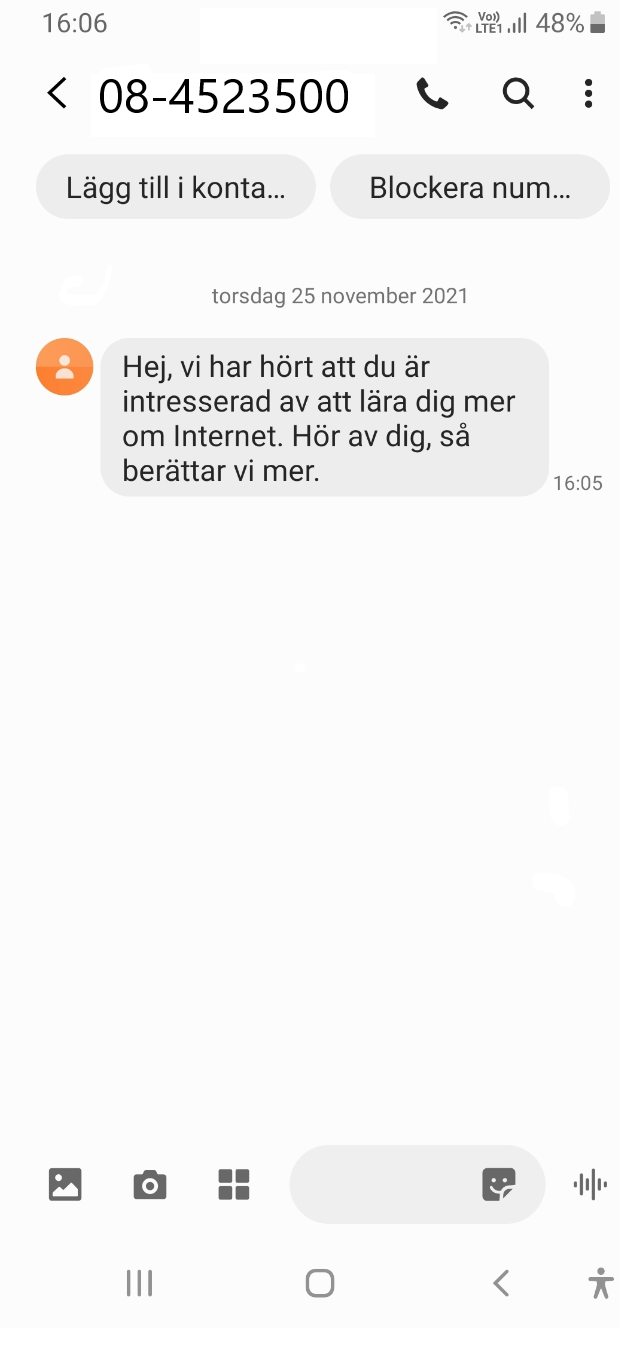 16:06
Vo)) LTE1 48%
08-4523500
Lägg till i konta...
Blockera num...
torsdag 25 november 2021
Hej, vi har hört att du är
intresserad av att lära dig mer
om Internet. Hör av dig, så
berättar vi mer.
16:05